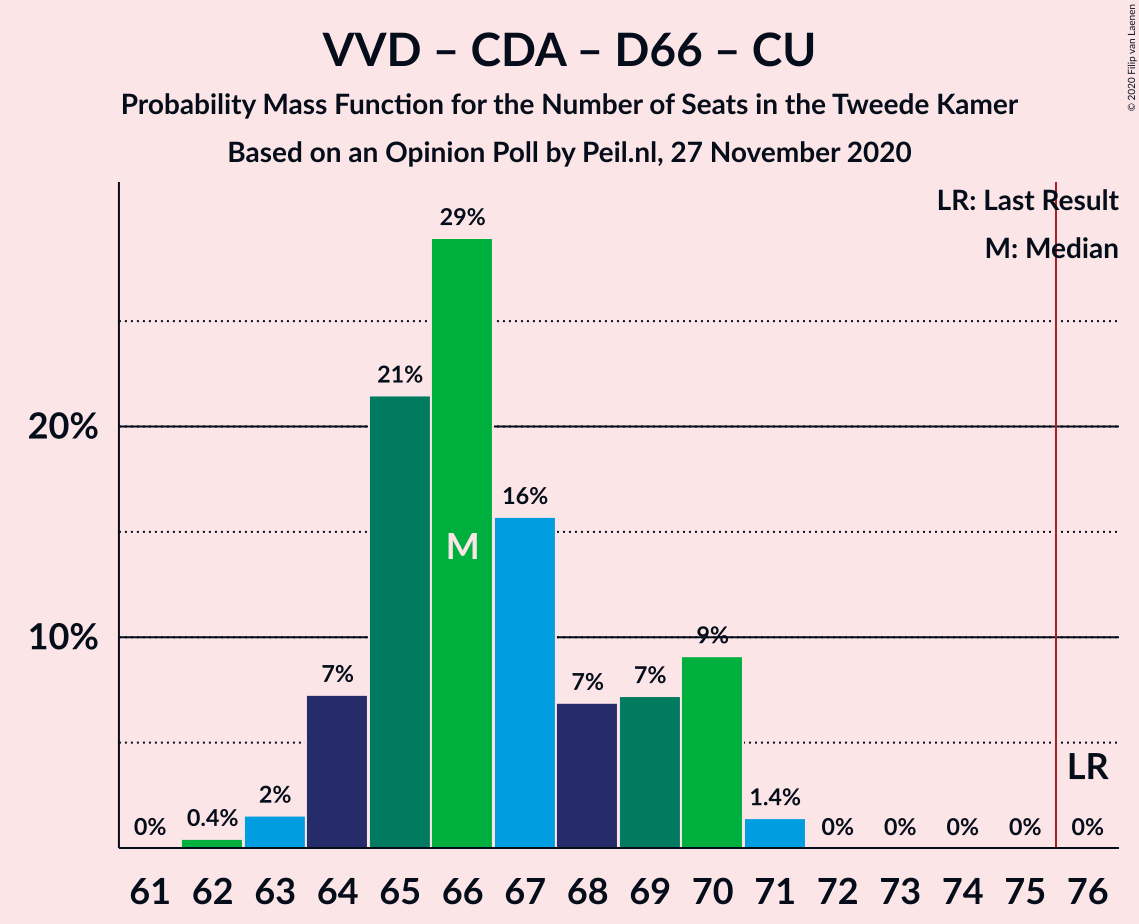 VVD – CDA – D66 – CU
Probability Mass Function for the Number of Seats in the Tweede Kamer
Based on an Opinion Poll by Peil.nl, 27 November 2020
© 2020 Filip van Laenen
LR: Last Result
M: Median
20%
10%
0%
0.4%
2%
7%
21%
29%
16%
7%
7%
9%
1.4%
0%
0%
0%
0%
0%
M
LR
61 62 63 64 65 66 67 68 69 70 71 72 73 74 75 76